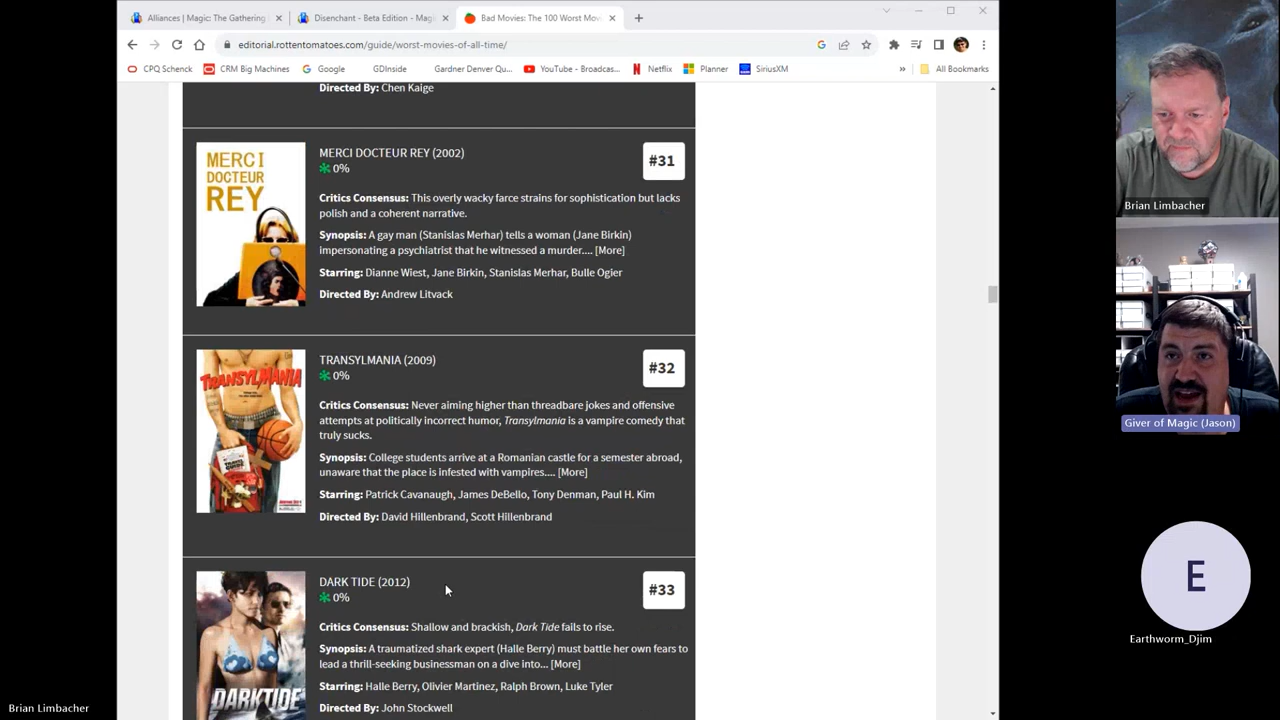 Alliances | Magic: The Gathering
Disenchant - Beta Edition - Magi
Bad Movies: The 100 Worst Mov
editorial.rottentomatoes.com/guide/worst-movies-of-all-time/
CPQ Schenck
CRM Big Machines
Google
GDInside
Gardner Denver Qu...
YouTube - Broadcas...
Netflix
Planner
SiriusXM
»
All Bookmarks
Directed By: Chen Kaige
MERCI
DOCTEUR
REY
MERCI DOCTEUR REY (2002)
#31
0%
Critics Consensus: This overly wacky farce strains for sophistication but lacks
polish and a coherent narrative.
Synopsis: A gay man (Stanislas Merhar) tells a woman (Jane Birkin)
impersonating a psychiatrist that he witnessed a murder.... [More]
Starring: Dianne Wiest, Jane Birkin, Stanislas Merhar, Bulle Ogier
Directed By: Andrew Litvack
TRANSYLMANIA
TRANSYLMANIA (2009)
#32
0%
Critics Consensus: Never aiming higher than threadbare jokes and offensive
attempts at politically incorrect humor, Transylmania is a vampire comedy that
truly sucks.
Synopsis: College students arrive at a Romanian castle for a semester abroad,
unaware that the place is infested with vampires.... [More]
Starring: Patrick Cavanaugh, James DeBello, Tony Denman, Paul H. Kim
Directed By: David Hillenbrand, Scott Hillenbrand
DARKTIDE
DARK TIDE (2012)
#33
0%
Critics Consensus: Shallow and brackish, Dark Tide fails to rise.
Synopsis: A traumatized shark expert (Halle Berry) must battle her own fears to
lead a thrill-seeking businessman on a dive into... [More]
Starring: Halle Berry, Olivier Martinez, Ralph Brown, Luke Tyler
Directed By: John Stockwell
Brian Limbacher
Giver of Magic (Jason)
E
Earthworm_Djim
Brian Limbacher